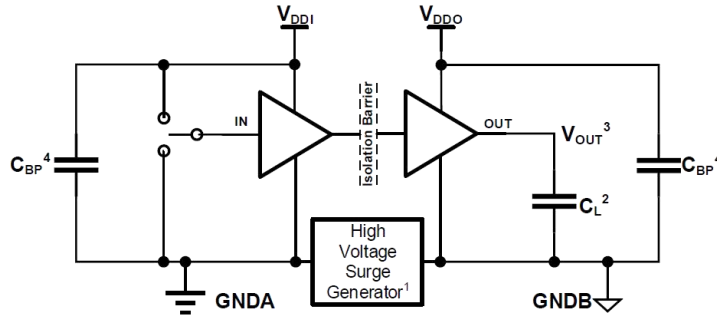 VDDI
VDDO
IN
Isolation Barrier
OUT
VOUT3
CBP4
CBP4
CL2
High
Voltage
Surge
Generator1
GNDA
GNDB